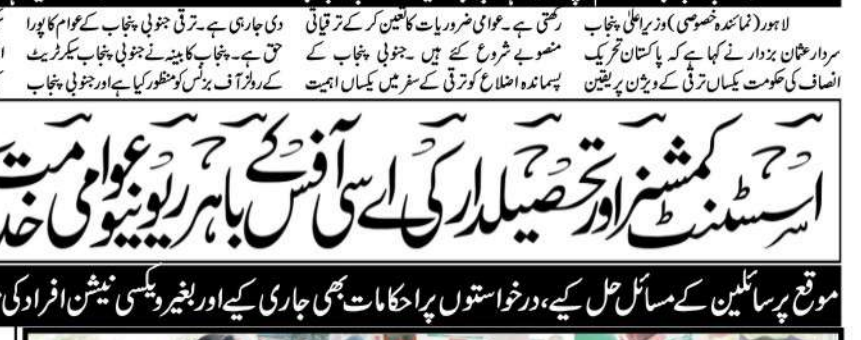 لاہور (نمائندہ خصوصی) وزیراعلیٰ پنجاب
سردار عثمان بزدار نے کہا ہے کہ پاکستان تحریک
انصاف کی حکومت یکساں ترقی کے ویژن پر یقین
رکھتی ہے۔ عوامی ضروریات کا تعین کر کے ترقیاتی
منصوبے شروع کئے ہیں۔ جنوبی پنجاب کے
پسماندہ اضلاع کو ترقی کے سفر میں یکساں اہمیت
دی جارہی ہے۔ ترقی جنوبی پنجاب کے عوام کا پورا
حق ہے۔ پنجاب کابینہ نے جنوبی پنجاب سیکرٹریٹ
کے رولز آف بزنس کو منظور کیا ہے اور جنوبی پنجاب
اسسٹنٹ کمشنر اور تحصیلدار کی اے سی آفس کے باہر ریونیو عوامی
موقع پر سائلین کے مسائل حل کیے، درخواستوں پر احکامات بھی جاری کیے اور بغیر ویکسی نیشن افراد کی